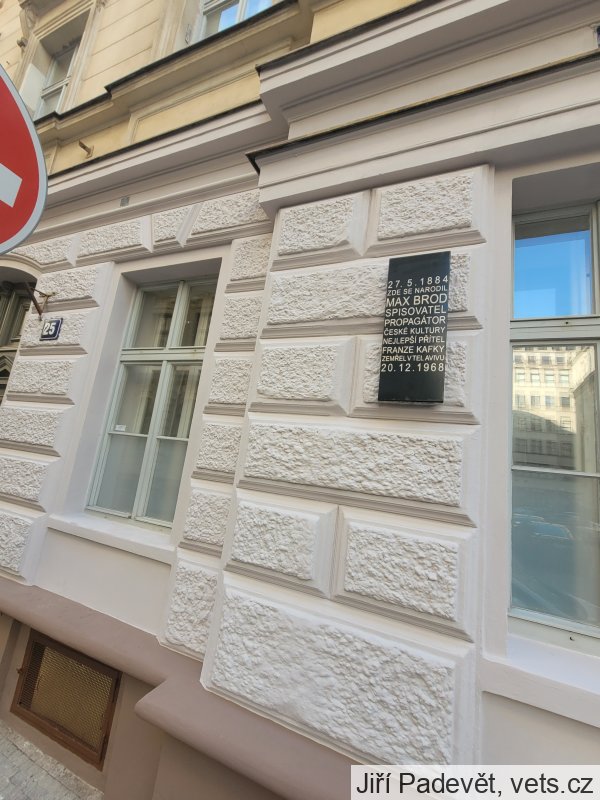 27.5.1884
ZDE SE NARODIL
MAX BROD
SPISOVATEL
PROPAGÁTOR
ČESKÉ KULTURY
NEJLEPŠÍ PŘÍTEL
FRANZE KAFKY
ZEMŘEL V TEL AVIVU
20.12.1968
25
Jiří Padevět, vets.cz